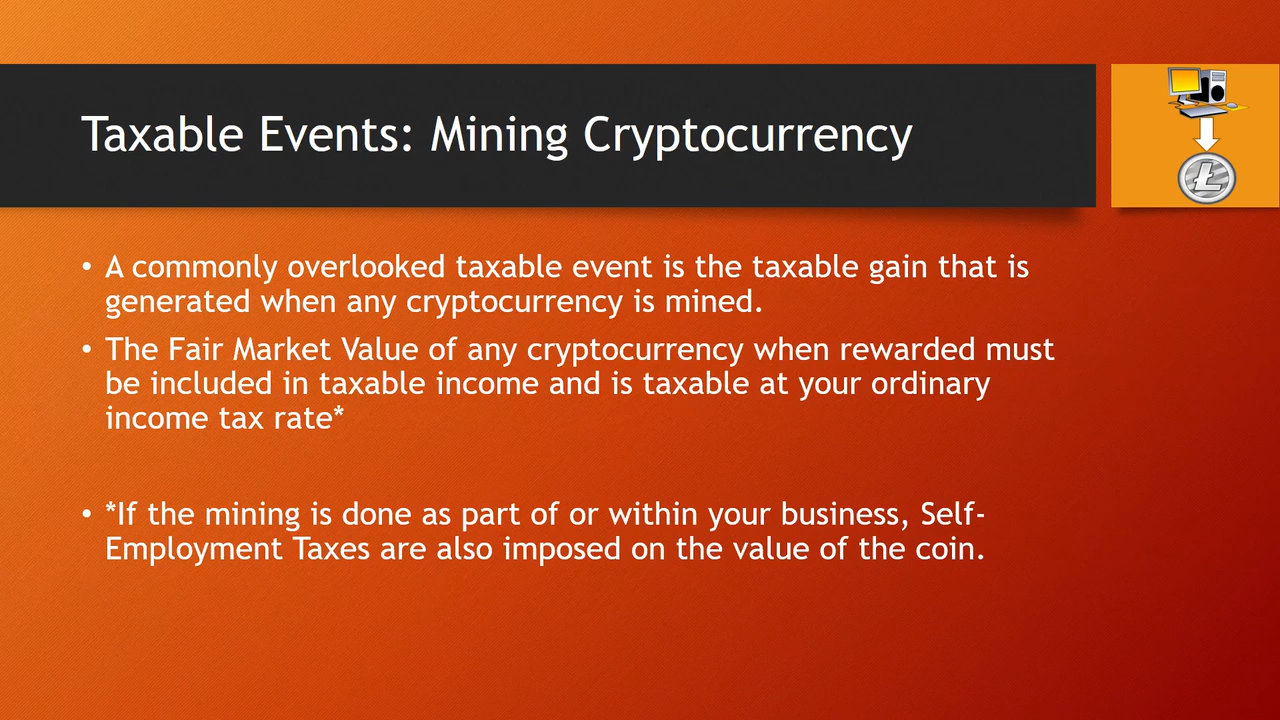 Taxable Events: Mining Cryptocurrency
• A commonly overlooked taxable event is the taxable gain that is
generated when any cryptocurrency is mined.
• The Fair Market Value of any cryptocurrency when rewarded must
be included in taxable income and is taxable at your ordinary
income tax rate*
• *If the mining is done as part of or within your business, Self-
Employment Taxes are also imposed on the value of the coin.